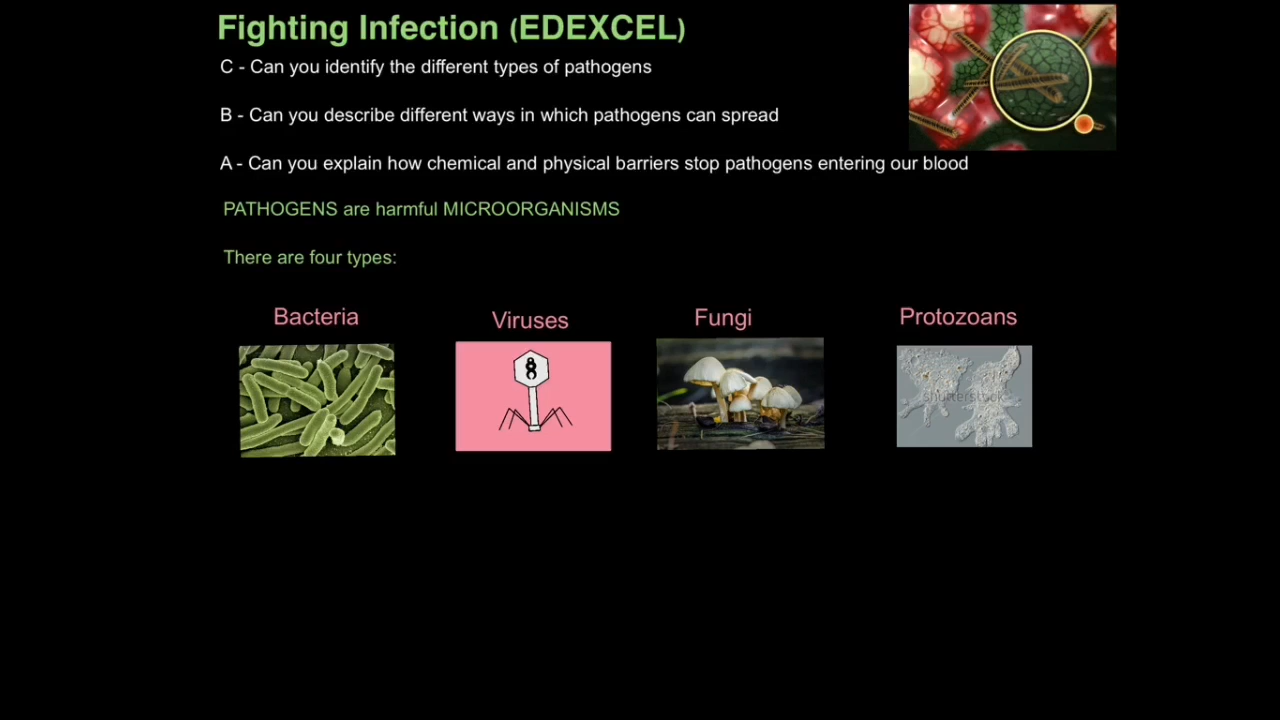 Fighting Infection (EDEXCEL)
C - Can you identify the different types of pathogens
B - Can you describe different ways in which pathogens can spread
A - Can you explain how chemical and physical barriers stop pathogens entering our blood
PATHOGENS are harmful MICROORGANISMS
There are four types:
Bacteria
Viruses
Fungi
Protozoans
shutterstock